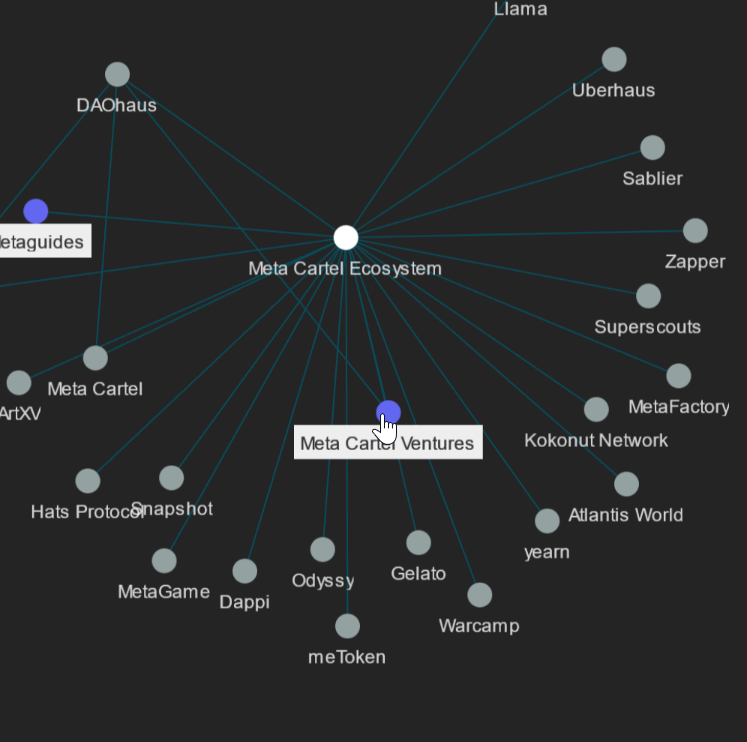 Llama
Uberhaus
DAOhaus
Sablier
etaguides
Zapper
Meta Cartel Ecosystem
Superscouts
Meta Cartel
ArtXV
MetaFactory
Kokonut Network
Meta Cartel Ventures
Hats Protocol
Snapshot
Atlantis World
yearn
Odyssy
Gelato
MetaGame
Dappi
Warcamp
meToken